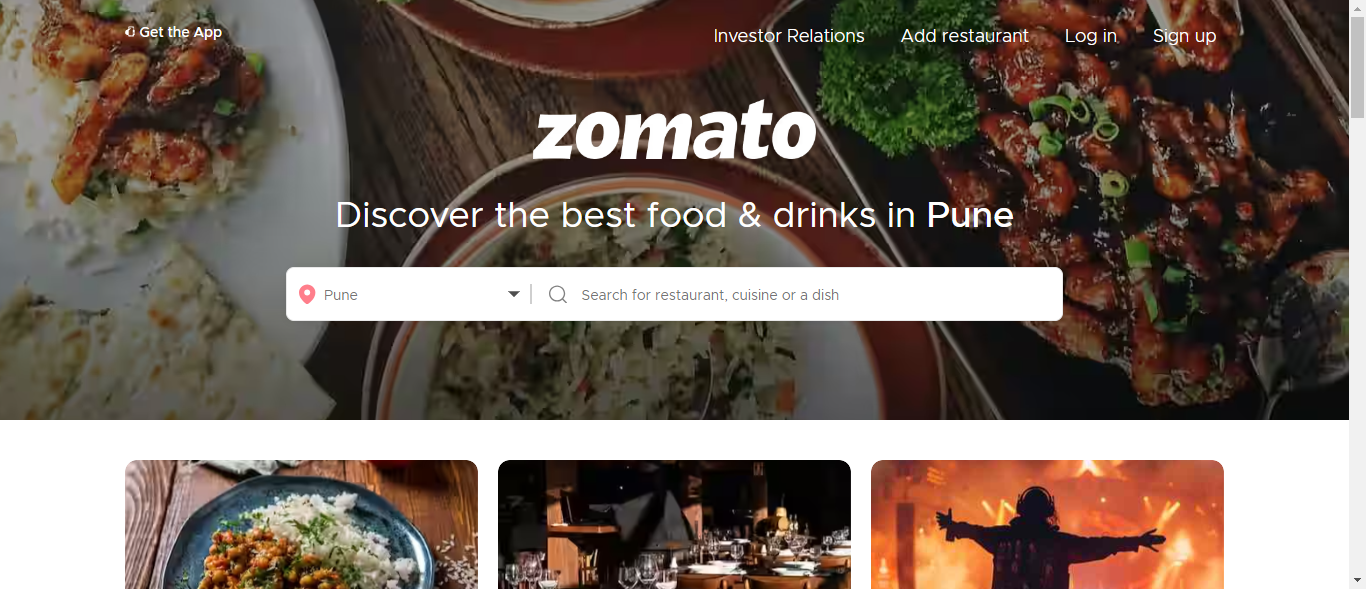 Get the App
Investor Relations
Add restaurant
Log in
Sign up
zomato
Discover the best food & drinks in Pune
Pune
Search for restaurant, cuisine or a dish